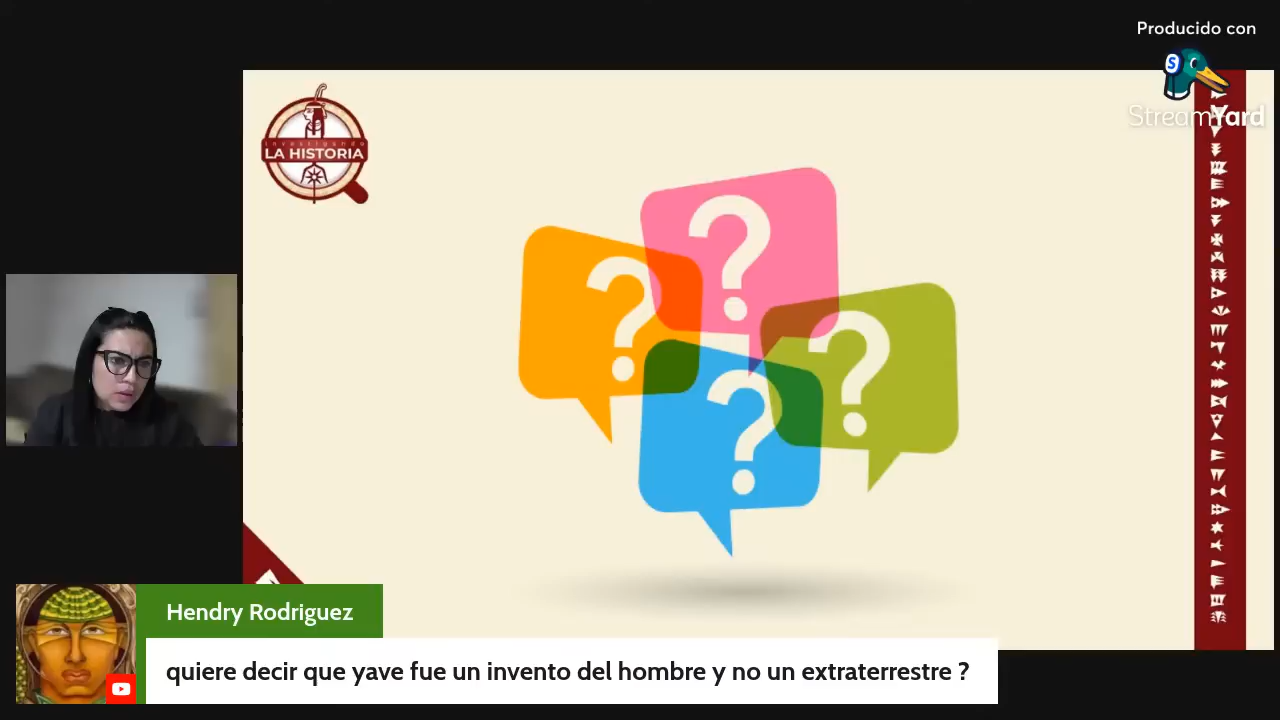 Producido con
StreamYard
Investigando
LA HISTORIA
? ? ? ?
Hendry Rodriguez
quiere decir que yave fue un invento del hombre y no un extraterrestre ?